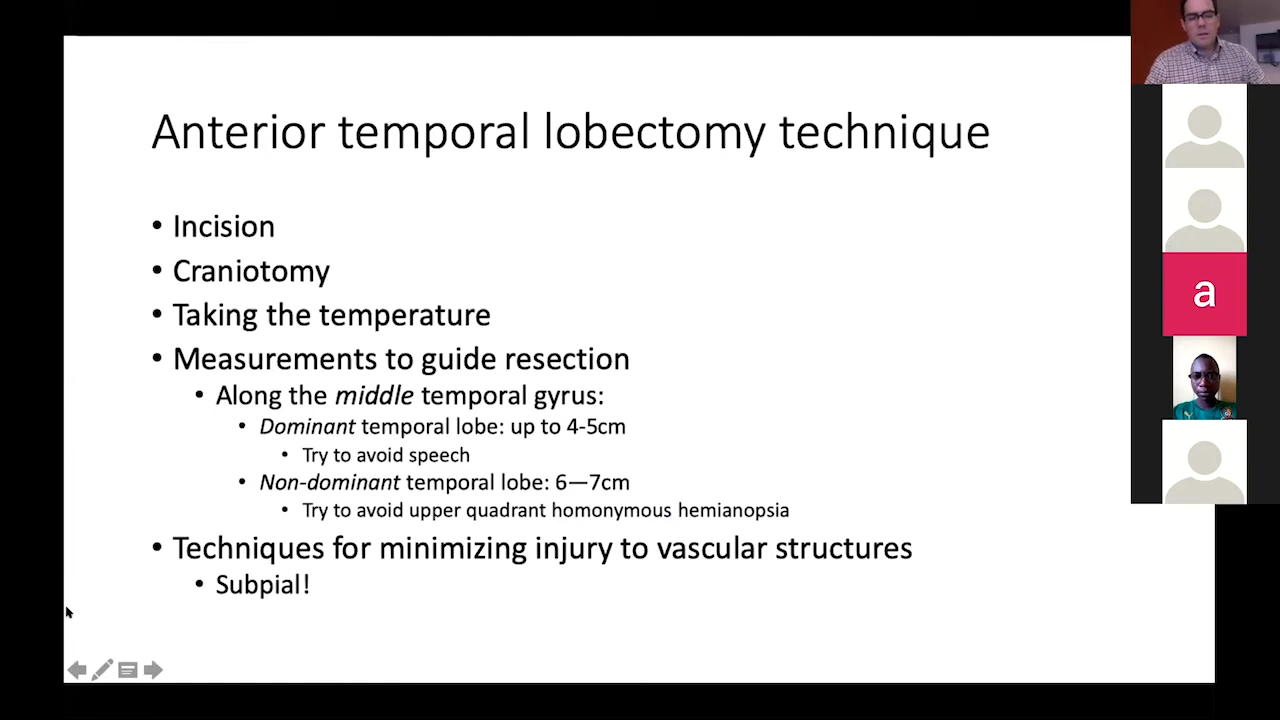 Anterior temporal lobectomy technique
• Incision
• Craniotomy
• Taking the temperature
• Measurements to guide resection
• Along the middle temporal gyrus:
• Dominant temporal lobe: up to 4-5cm
• Try to avoid speech
• Non-dominant temporal lobe: 6—7cm
• Try to avoid upper quadrant homonymous hemianopsia
• Techniques for minimizing injury to vascular structures
• Subpial!
a